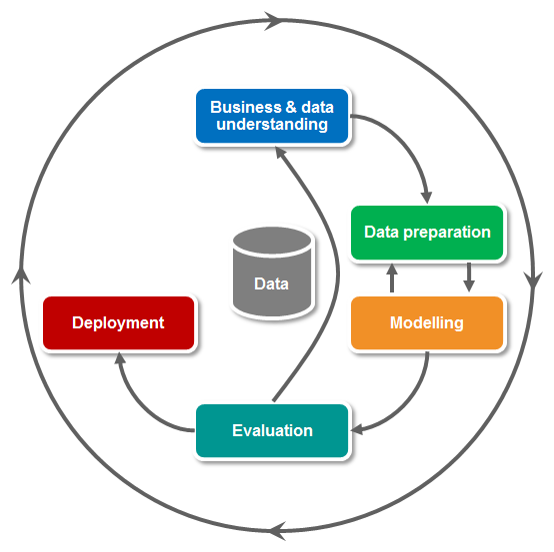 Business & data
understanding
Data preparation
Data
Deployment
Modelling
Evaluation